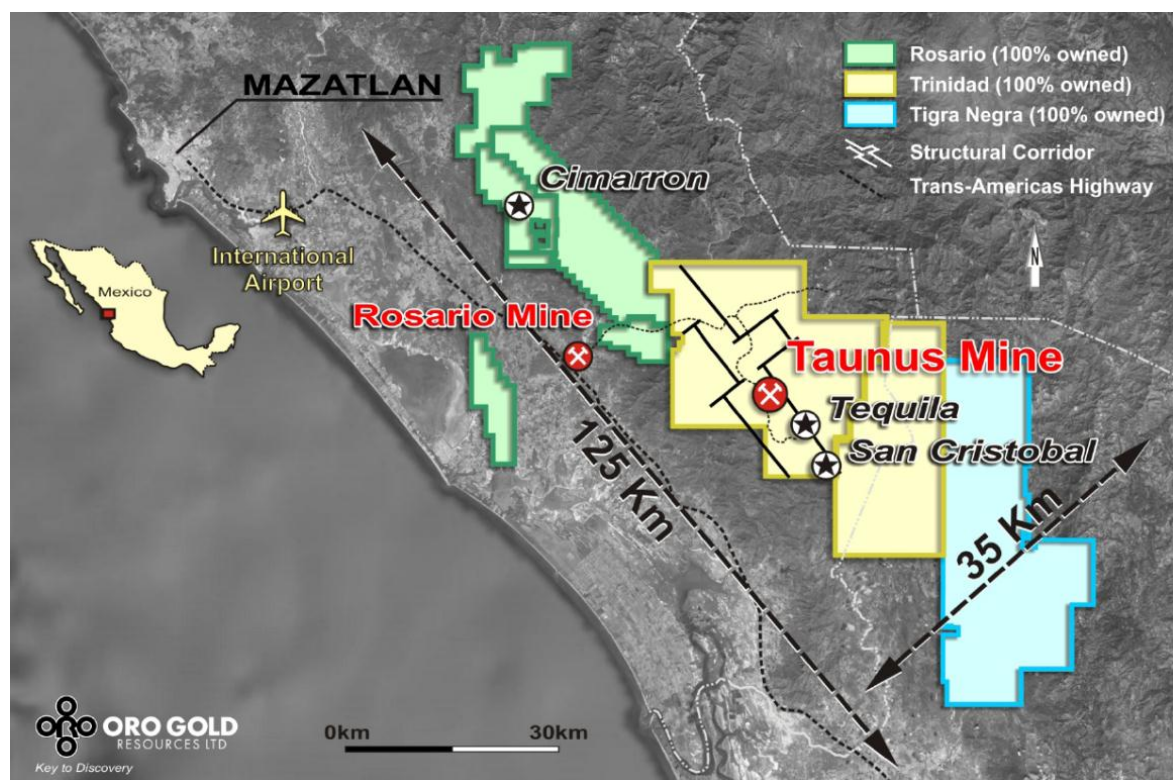 MAZATLAN
International
Airport
Mexico
Cimarron
Rosario Mine
Taunus Mine
Tequila
San Cristobal
125 Km
35 Km
Rosario (100% owned)
Trinidad (100% owned)
Tigra Negra (100% owned)
Structural Corridor
Trans-Americas Highway
N
ORO GOLD
RESOURCES LTD
Key to Discovery
0km 30km